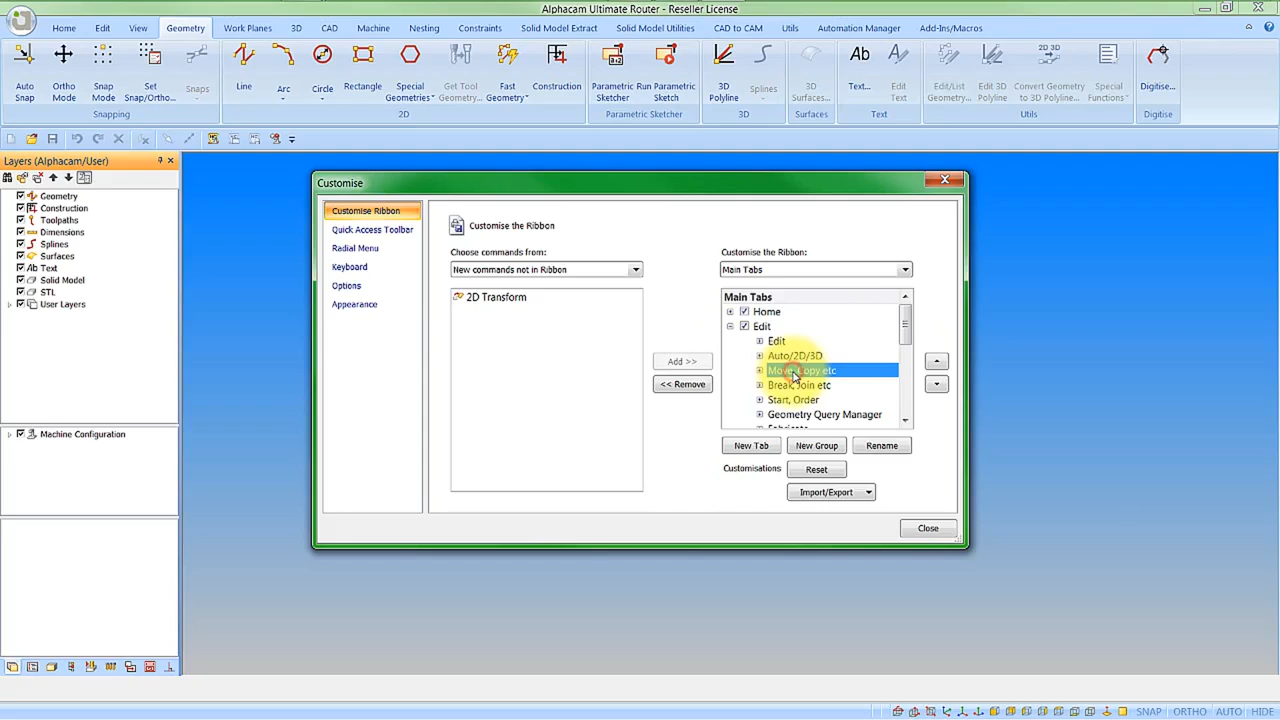 Alphacam Ultimate Router - Reseller License
Home Edit View Geometry Work Planes 3D CAD Machine Nesting Constraints Solid Model Extract Solid Model Utilities CAD to CAM Utils Automation Manager Add-Ins/Macros
Auto Snap
Ortho Mode
Snap Mode
Set Snap/Ortho...
Snaps
Line
Arc
Circle
Rectangle
Special Geometries
Get Tool Geometry...
Fast Geometry
Construction
Parametric Sketcher
Run Parametric Sketch
3D Polyline
Splines
3D Surfaces...
Text...
Edit Text
Edit/List Geometry...
Edit 3D Polyline
Convert Geometry to 3D Polyline...
Special Functions
Digitise...
Snapping 2D Parametric Sketcher 3D Surfaces Text Utils Digitise
Layers (Alphacam/User)
Geometry
Construction
Toolpaths
Dimensions
Splines
Surfaces
Ab Text
Solid Model
STL
User Layers
Machine Configuration
Customise
Customise Ribbon
Quick Access Toolbar
Radial Menu
Keyboard
Options
Appearance
Customise the Ribbon
Choose commands from:
New commands not in Ribbon
2D Transform
Add >>
<< Remove
Customise the Ribbon:
Main Tabs
Main Tabs
Home
Edit
Edit
Auto/2D/3D
Move, Copy etc
Break, Join etc
Start, Order
Geometry Query Manager
New Tab New Group Rename
Customisations Reset
Import/Export
Close
SNAP ORTHO AUTO HIDE